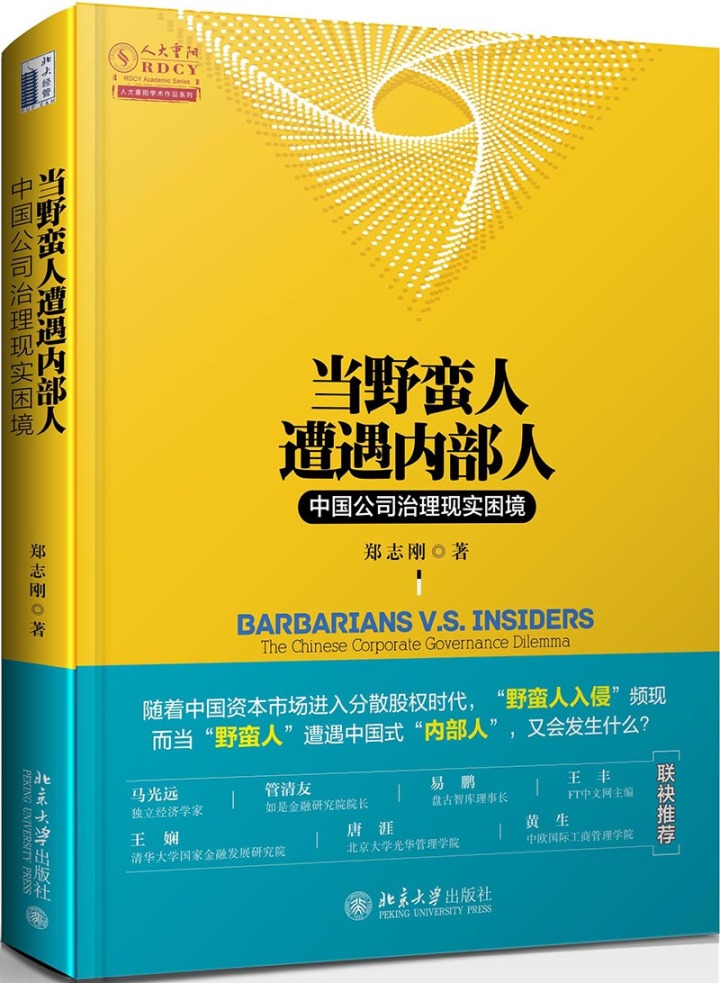 北大经管
当野蛮人遭遇内部人
中国公司治理现实困境
郑志刚◎著
北京大学出版社
PEKING UNIVERSITY PRESS
人大重阳
RDCY
RDCY Academic Series
人大重阳学术作品系列
当野蛮人
遭遇内部人
中国公司治理现实困境
郑志刚◎著
BARBARIANS V.S. INSIDERS
The Chinese Corporate Governance Dilemma
随着中国资本市场进入分散股权时代，“野蛮人入侵”频现
而当“野蛮人”遭遇中国式“内部人”，又会发生什么？
马光远 | 管清友 | 易 鹏 | 王 丰
独立经济学家 如是金融研究院院长 盘古智库理事长 FT中文网主编
王 娴 | 唐 涯 | 黄 生
清华大学国家金融发展研究院 北京大学光华管理学院 中欧国际工商管理学院
联袂推荐
北京大学出版社
PEKING UNIVERSITY PRESS